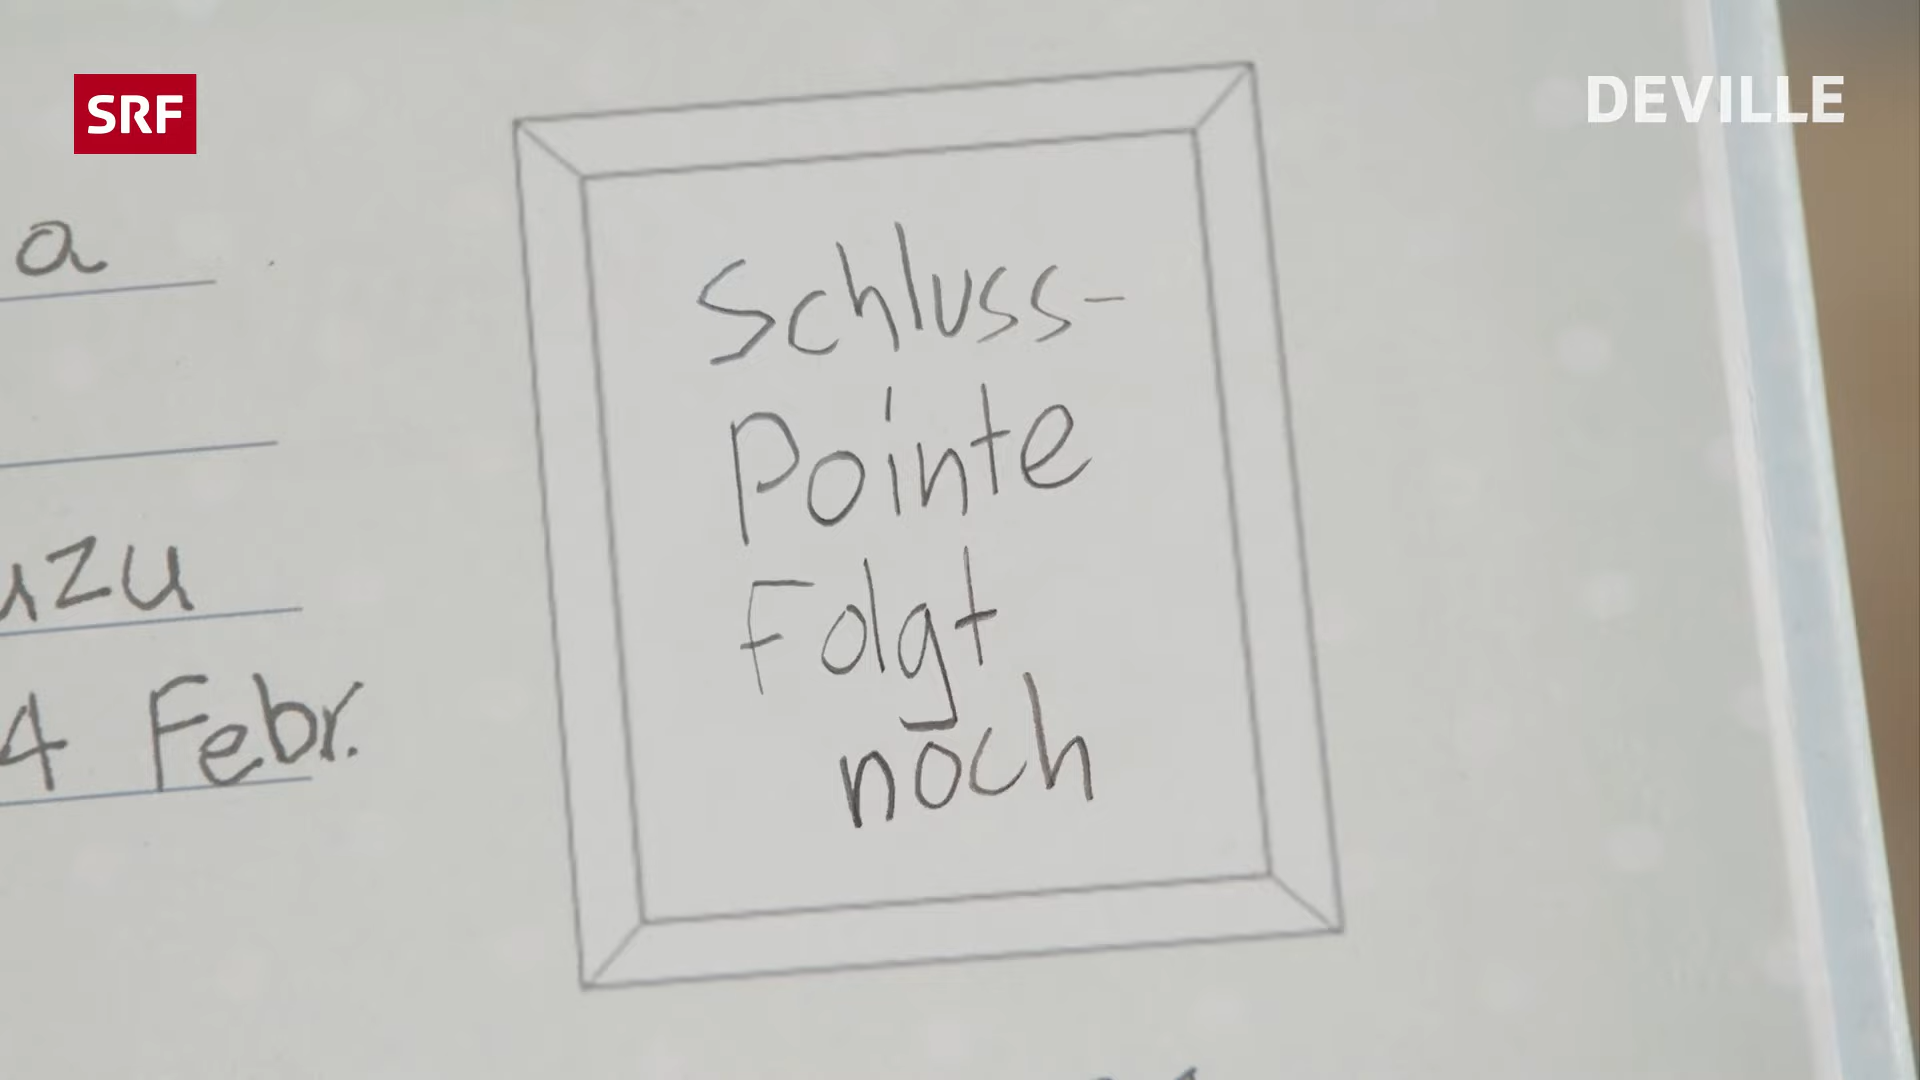 SRF
DEVILLE
a
uzu
4 Febr.
Schluss-
Pointe
Folgt
noch